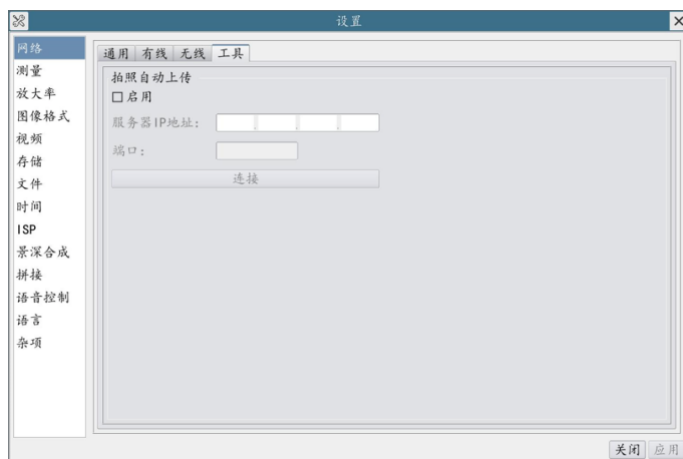 设置
网络
测量
放大率
图像格式
视频
存储
文件
时间
ISP
景深合成
拼接
语音控制
语言
杂项
通用 有线 无线 工具
拍照自动上传
启用
服务器IP地址:
端口:
连接
关闭 应用